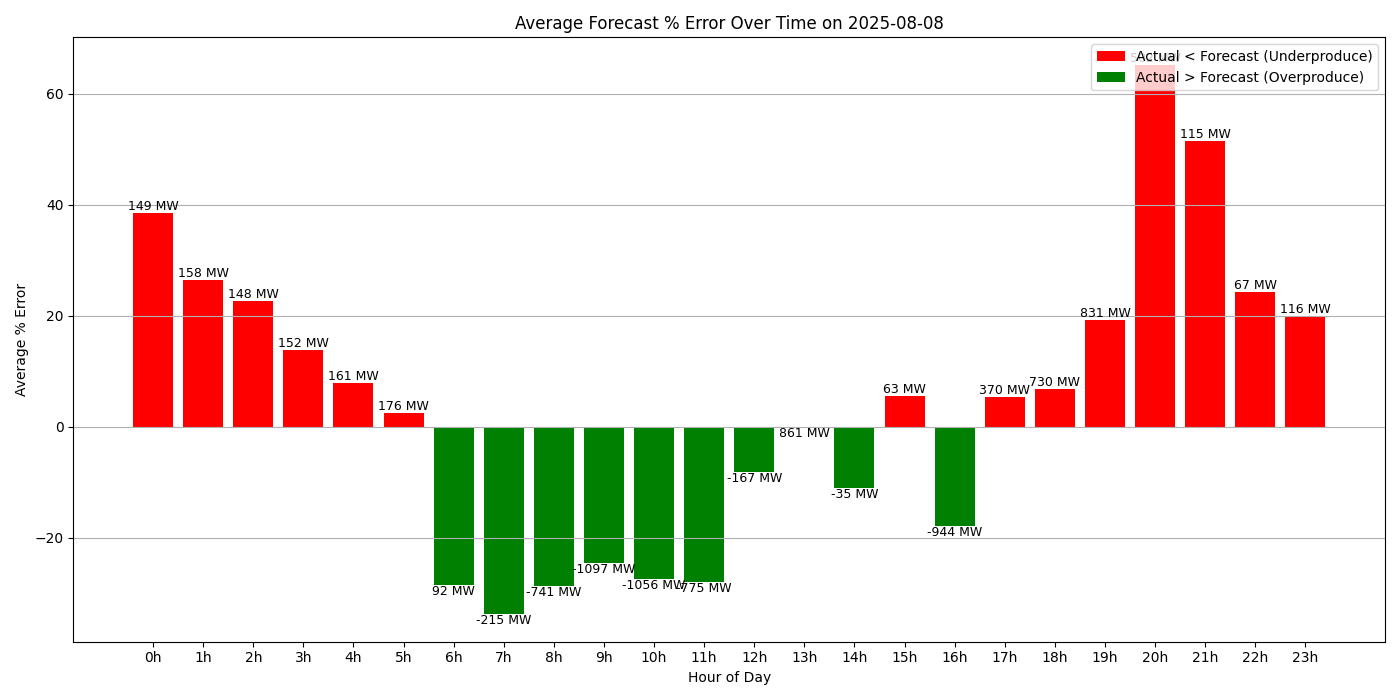 Average Forecast % Error Over Time on 2025-08-08
Actual < Forecast (Underproduce)
Actual > Forecast (Overproduce)
Average % Error
60
40
20
0
−20
149 MW
158 MW
148 MW
152 MW
161 MW
176 MW
92 MW
-215 MW
-741 MW
-1097 MW
-1056 MW
-775 MW
-167 MW
861 MW
-35 MW
63 MW
-944 MW
370 MW
730 MW
831 MW
115 MW
67 MW
116 MW
0h 1h 2h 3h 4h 5h 6h 7h 8h 9h 10h 11h 12h 13h 14h 15h 16h 17h 18h 19h 20h 21h 22h 23h
Hour of Day